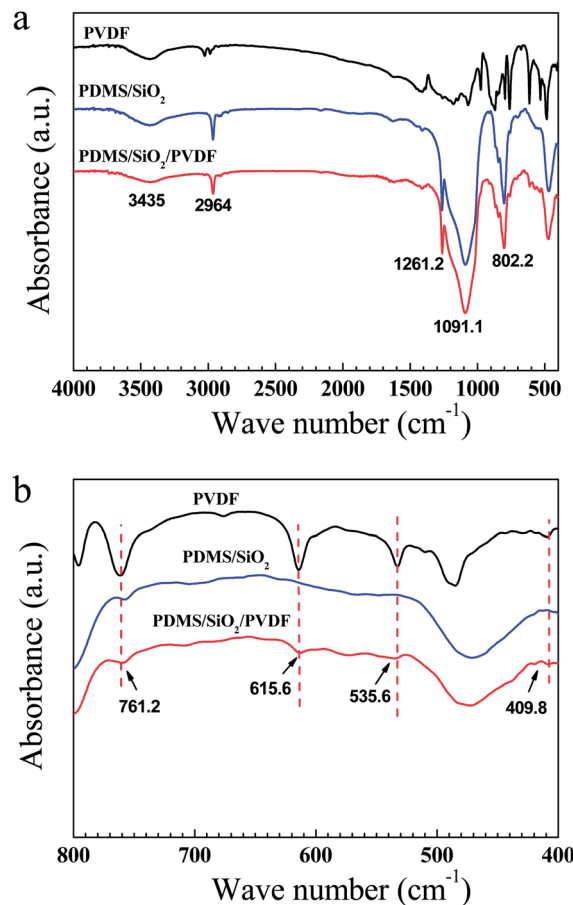 a
PVDF
PDMS/SiO₂
PDMS/SiO₂/PVDF
3435
2964
1261.2
802.2
1091.1
Absorbance (a.u.)
4000 3500 3000 2500 2000 1500 1000 500
Wave number (cm⁻¹)
b
PVDF
PDMS/SiO₂
PDMS/SiO₂/PVDF
761.2
615.6
535.6
409.8
Absorbance (a.u.)
800 700 600 500 400
Wave number (cm⁻¹)